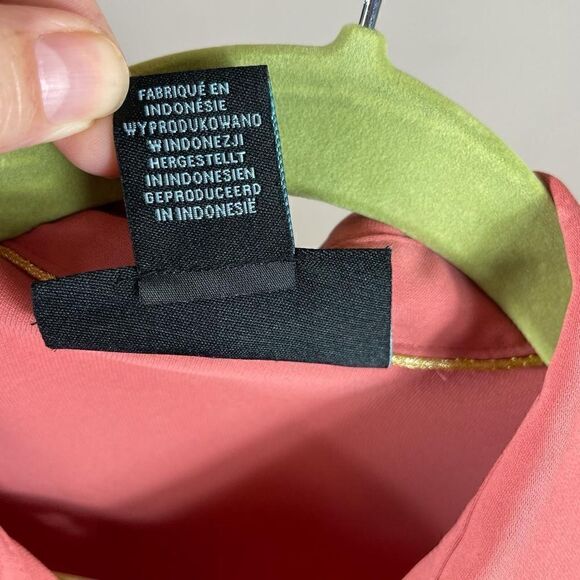 FABRIQUÉ EN
INDONÉSIE
WYPRODUKOWANO
W INDONEZJI
HERGESTELLT
IN INDONESIEN
GEPRODUCEERD
IN INDONESIË